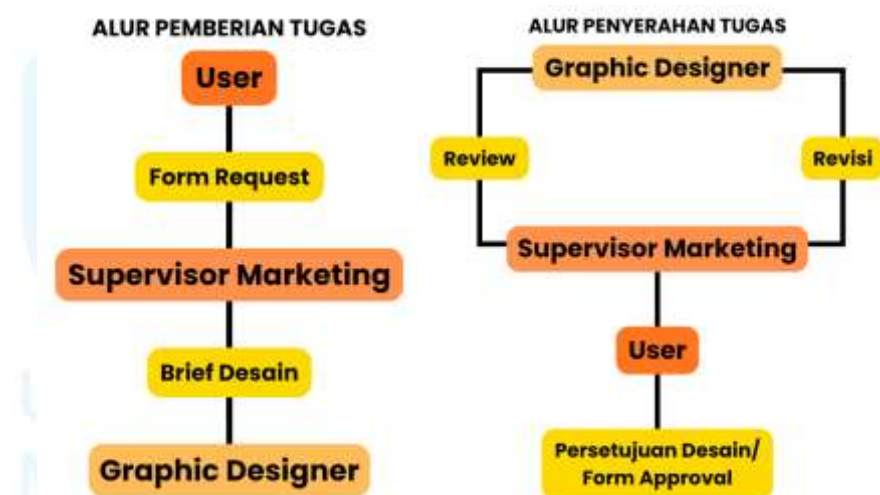 ALUR PEMBERIAN TUGAS
User
Form Request
Supervisor Marketing
Brief Desain
Graphic Designer
ALUR PENYERAHAN TUGAS
Graphic Designer
Review
Revisi
Supervisor Marketing
User
Persetujuan Desain/
Form Approval